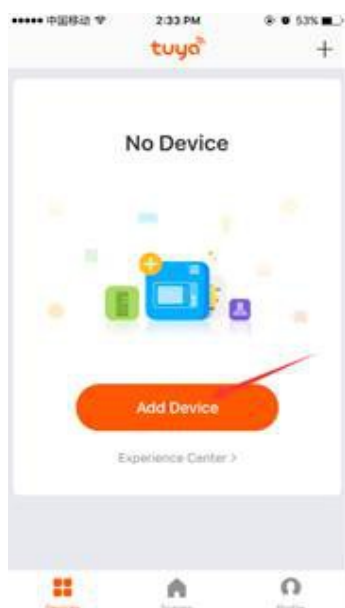 中国移动 2:33 PM 53%
tuya
No Device
Add Device
Experience Center >